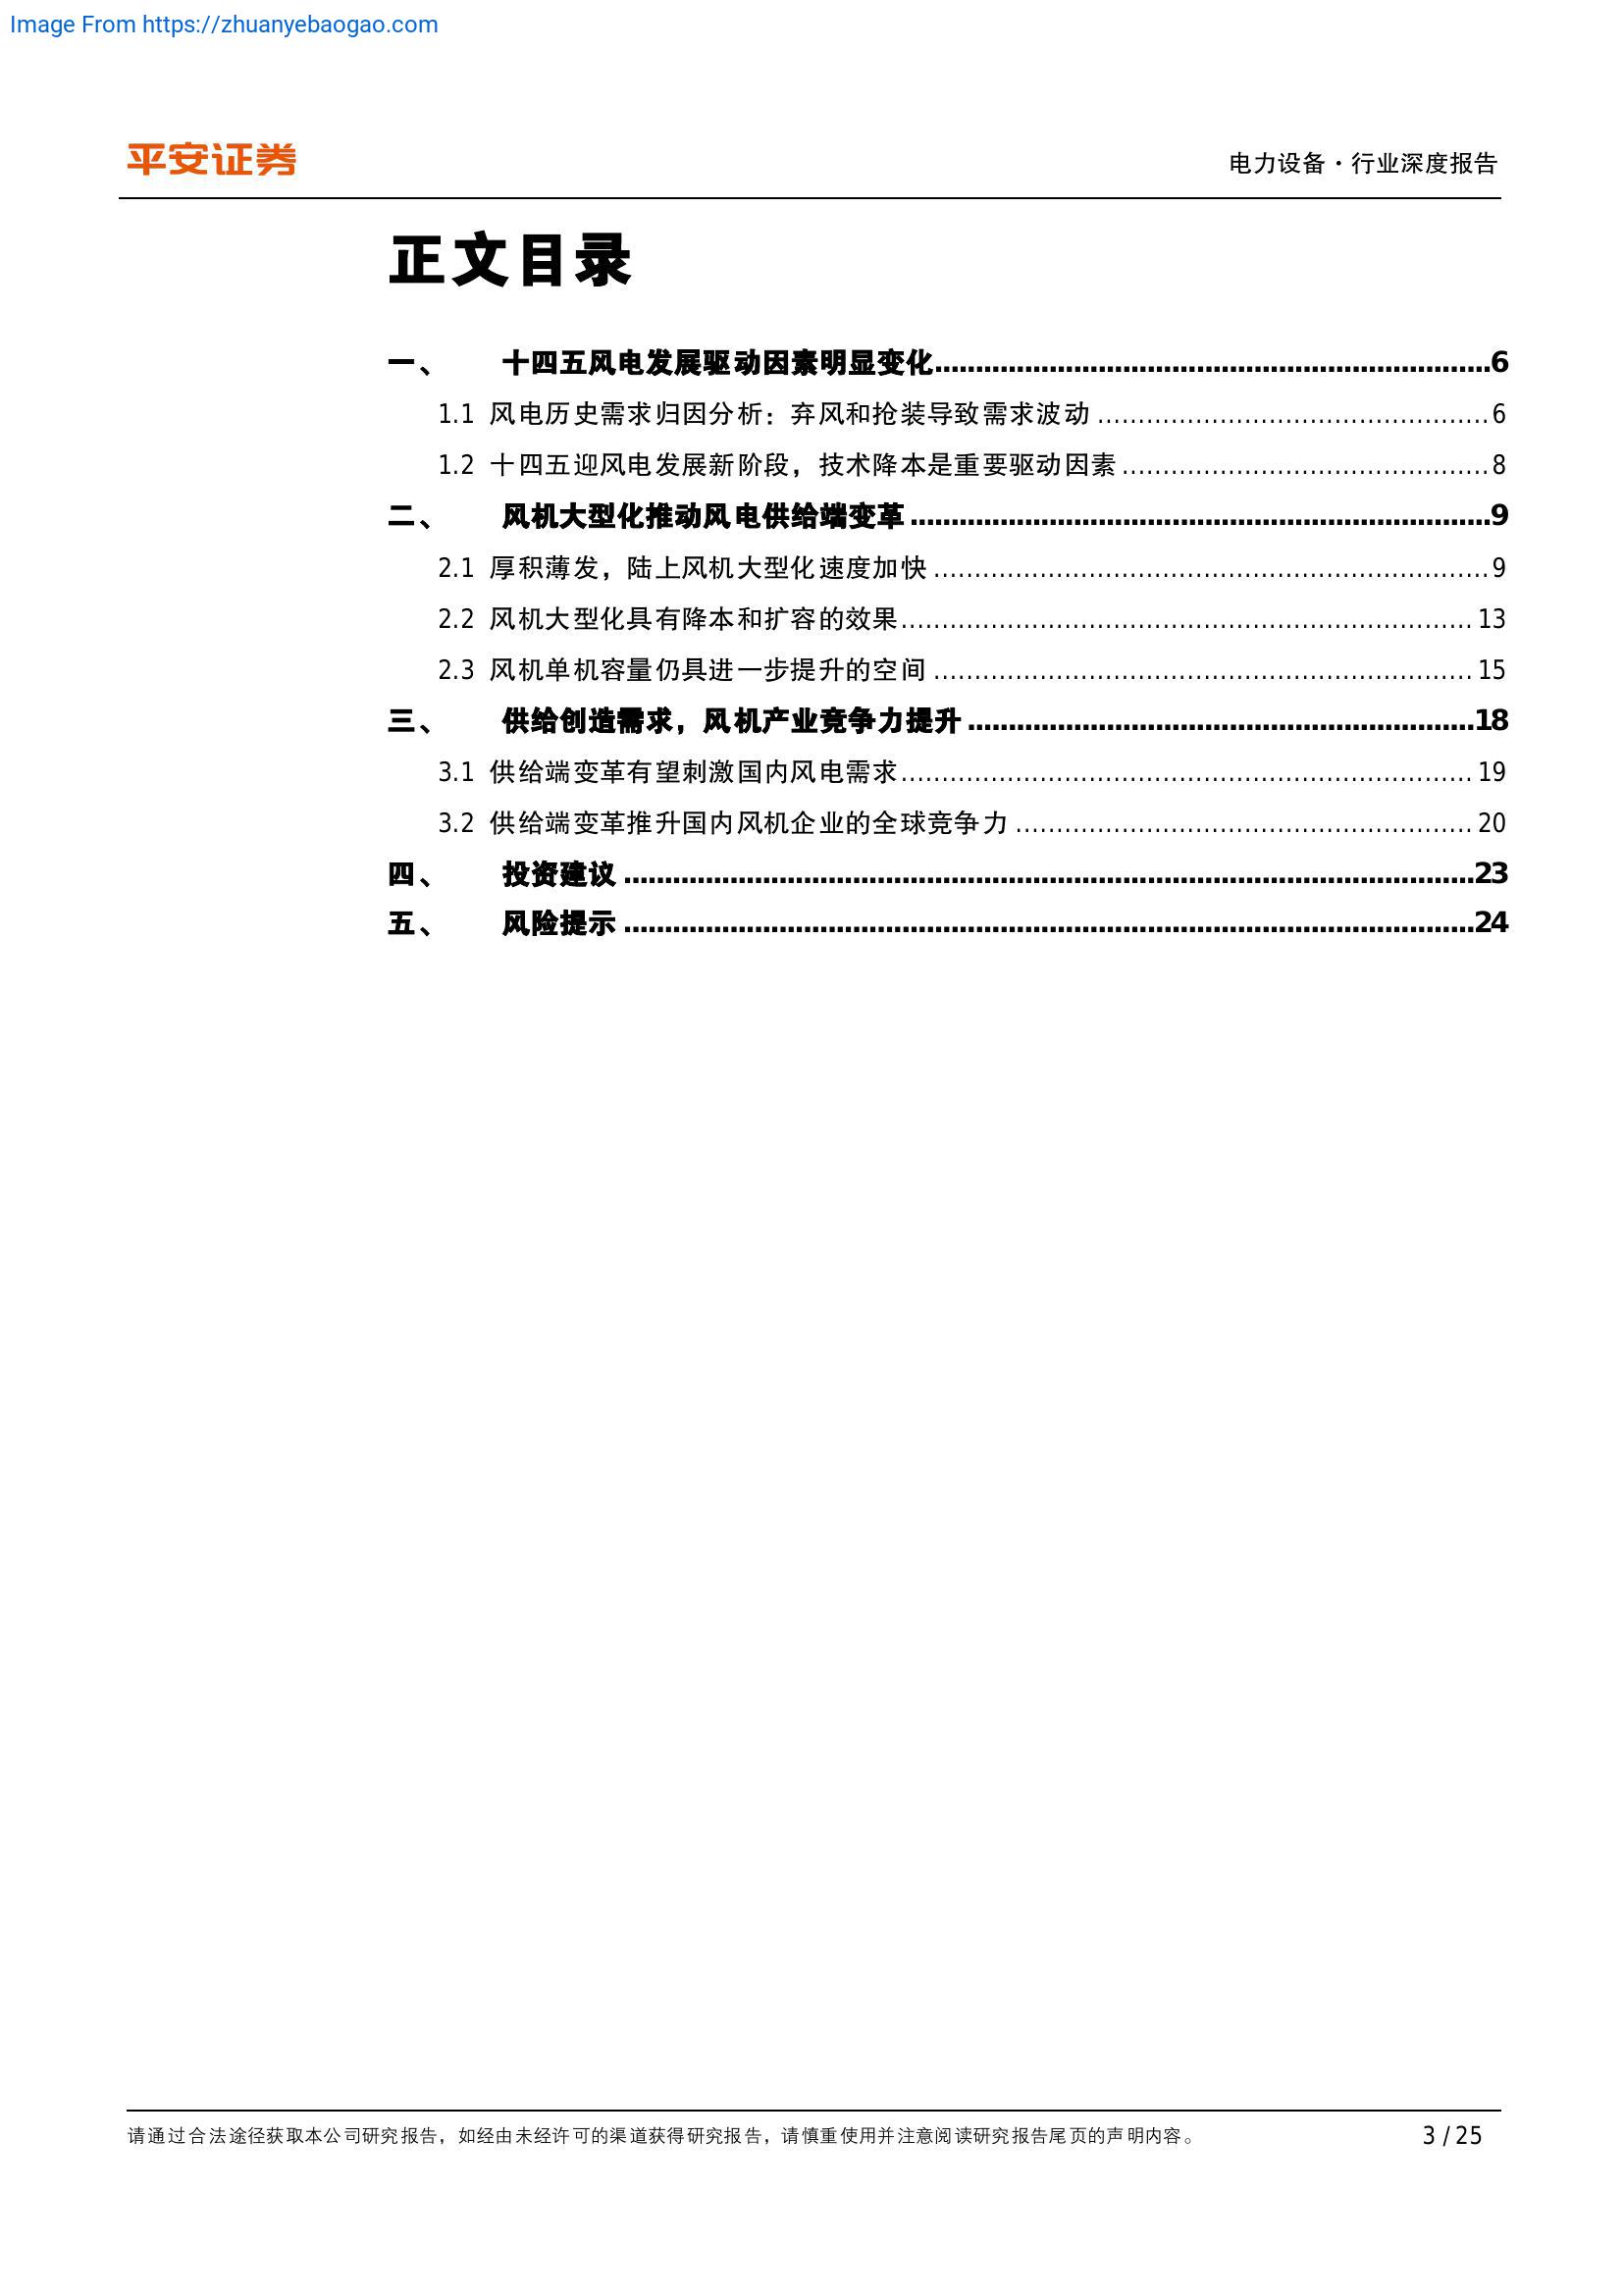 Image From https://zhuanyebaogao.com
平安证券
电力设备·行业深度报告
正文目录
一、 十四五风电发展驱动因素明显变化........................................6
1.1 风电历史需求归因分析：弃风和抢装导致需求波动........................................6
1.2 十四五迎风电发展新阶段，技术降本是重要驱动因素........................................8
二、 风机大型化推动风电供给端变革........................................9
2.1 厚积薄发，陆上风机大型化速度加快........................................9
2.2 风机大型化具有降本和扩容的效果........................................13
2.3 风机单机容量仍具进一步提升的空间........................................15
三、 供给创造需求，风机产业竞争力提升........................................18
3.1 供给端变革有望刺激国内风电需求........................................19
3.2 供给端变革推升国内风机企业的全球竞争力........................................20
四、 投资建议........................................23
五、 风险提示........................................24
请通过合法途径获取本公司研究报告，如经由未经许可的渠道获得研究报告，请慎重使用并注意阅读研究报告尾页的声明内容。 3 / 25